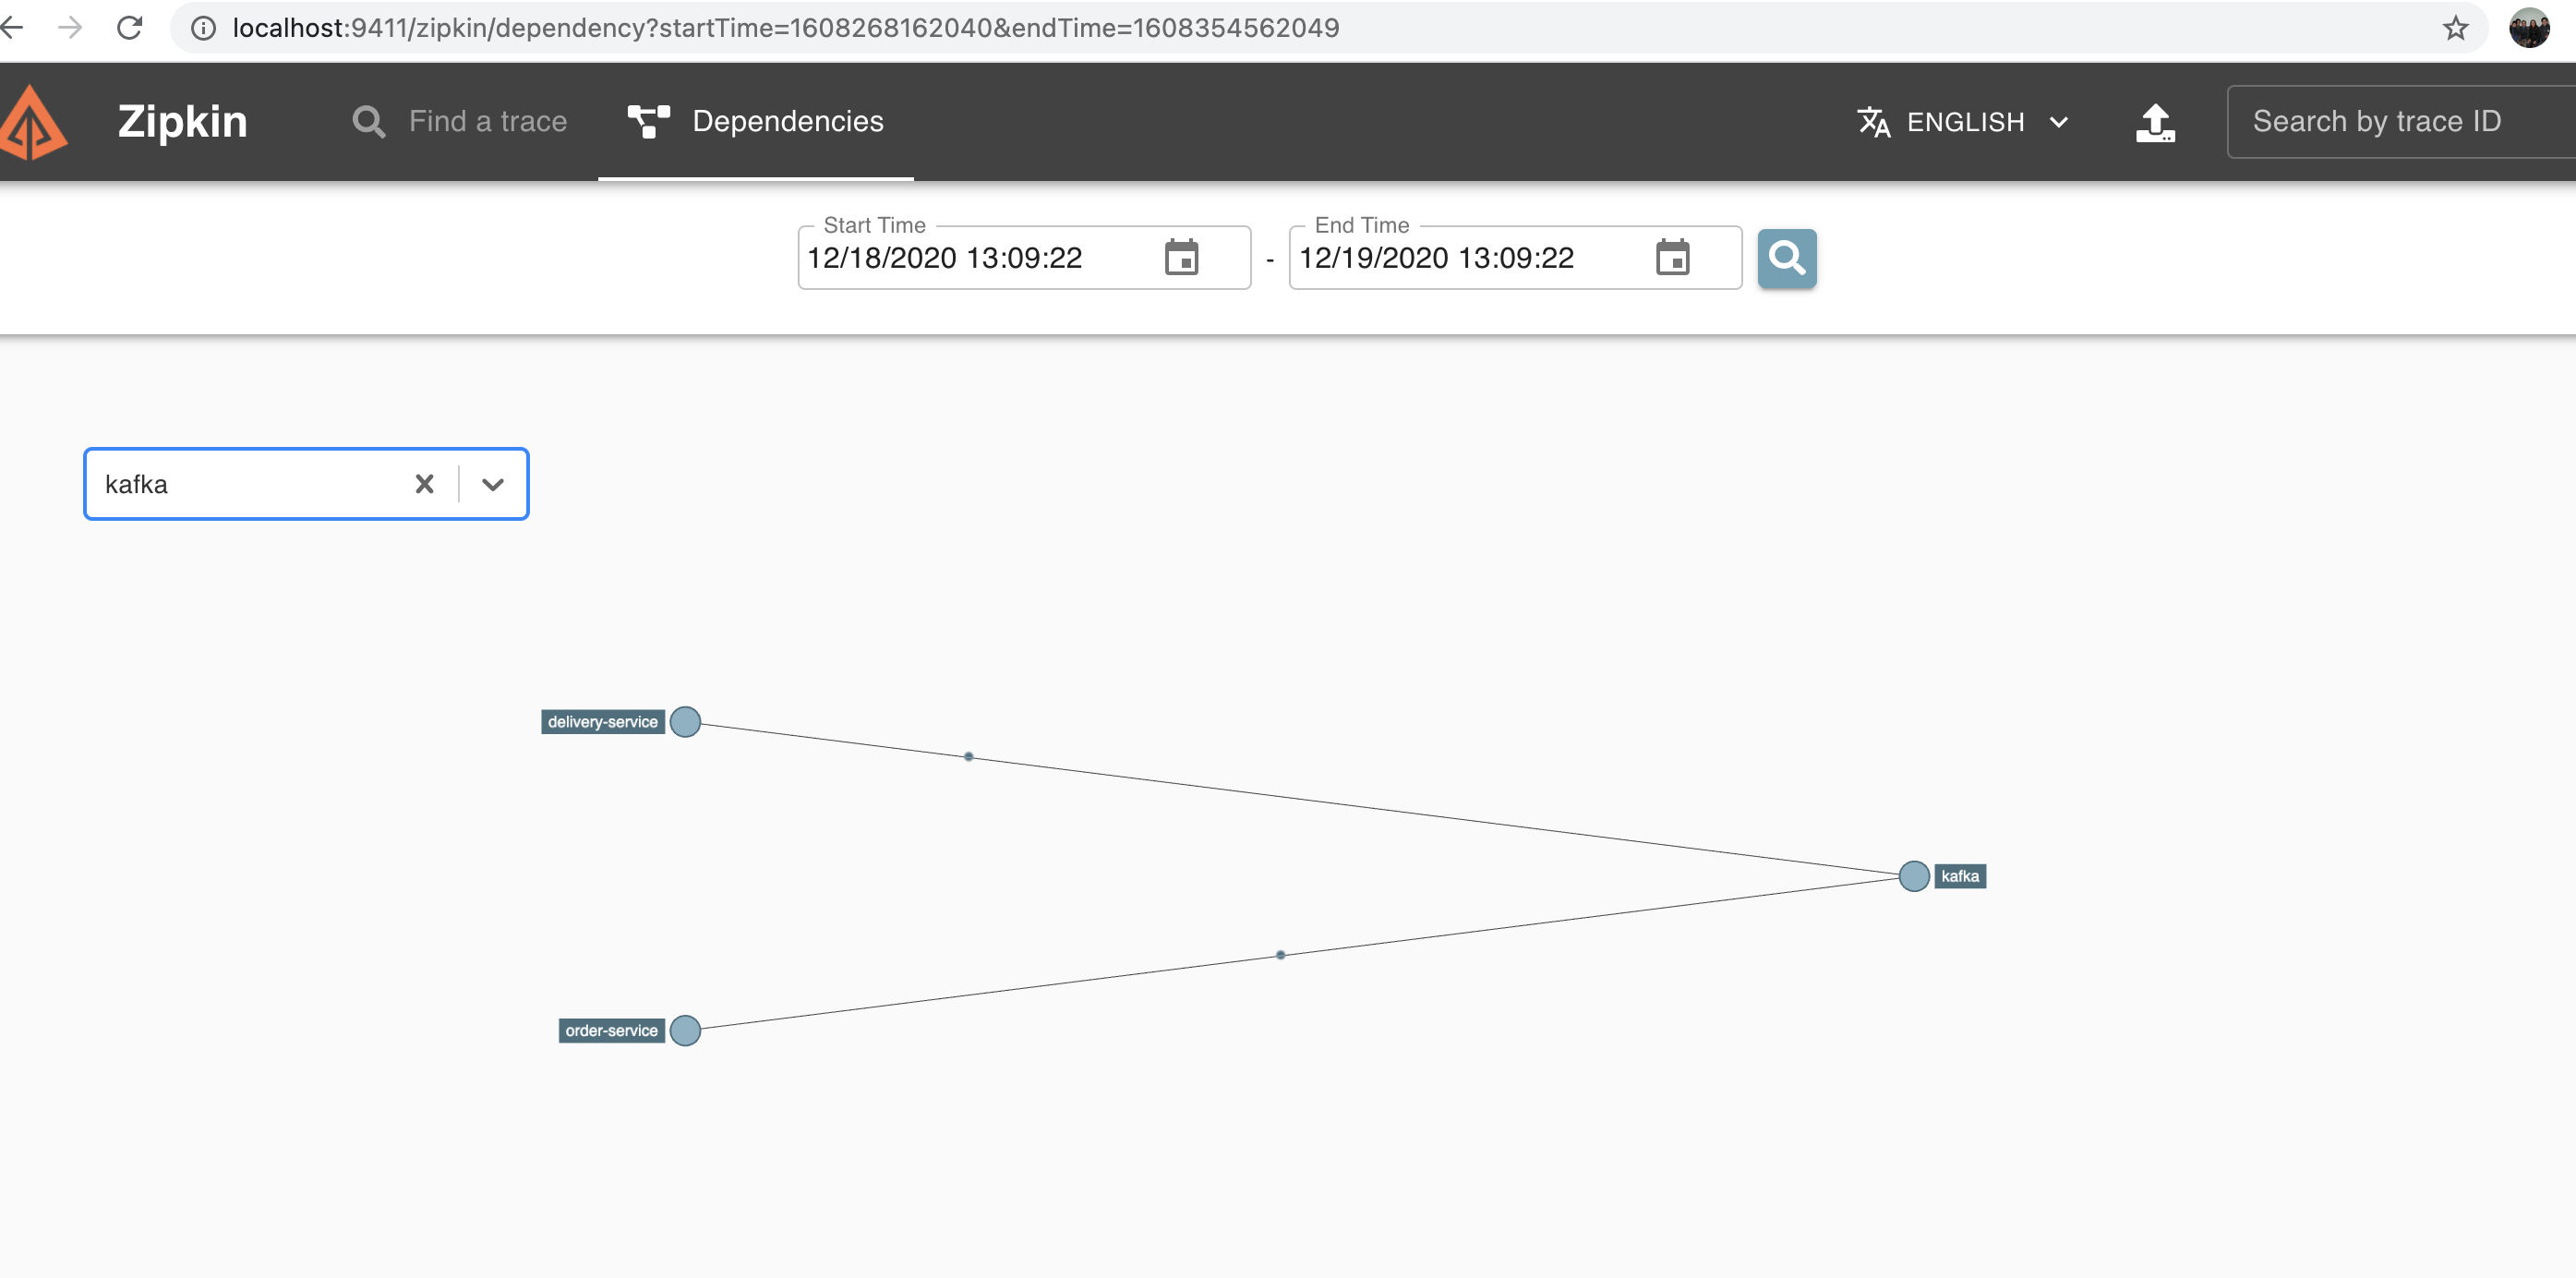 localhost:9411/zipkin/dependency?startTime=1608268162040&endTime=1608354562049
Zipkin Find a trace Dependencies ENGLISH Search by trace ID
Start Time End Time
12/18/2020 13:09:22 - 12/19/2020 13:09:22
kafka
delivery-service
kafka
order-service